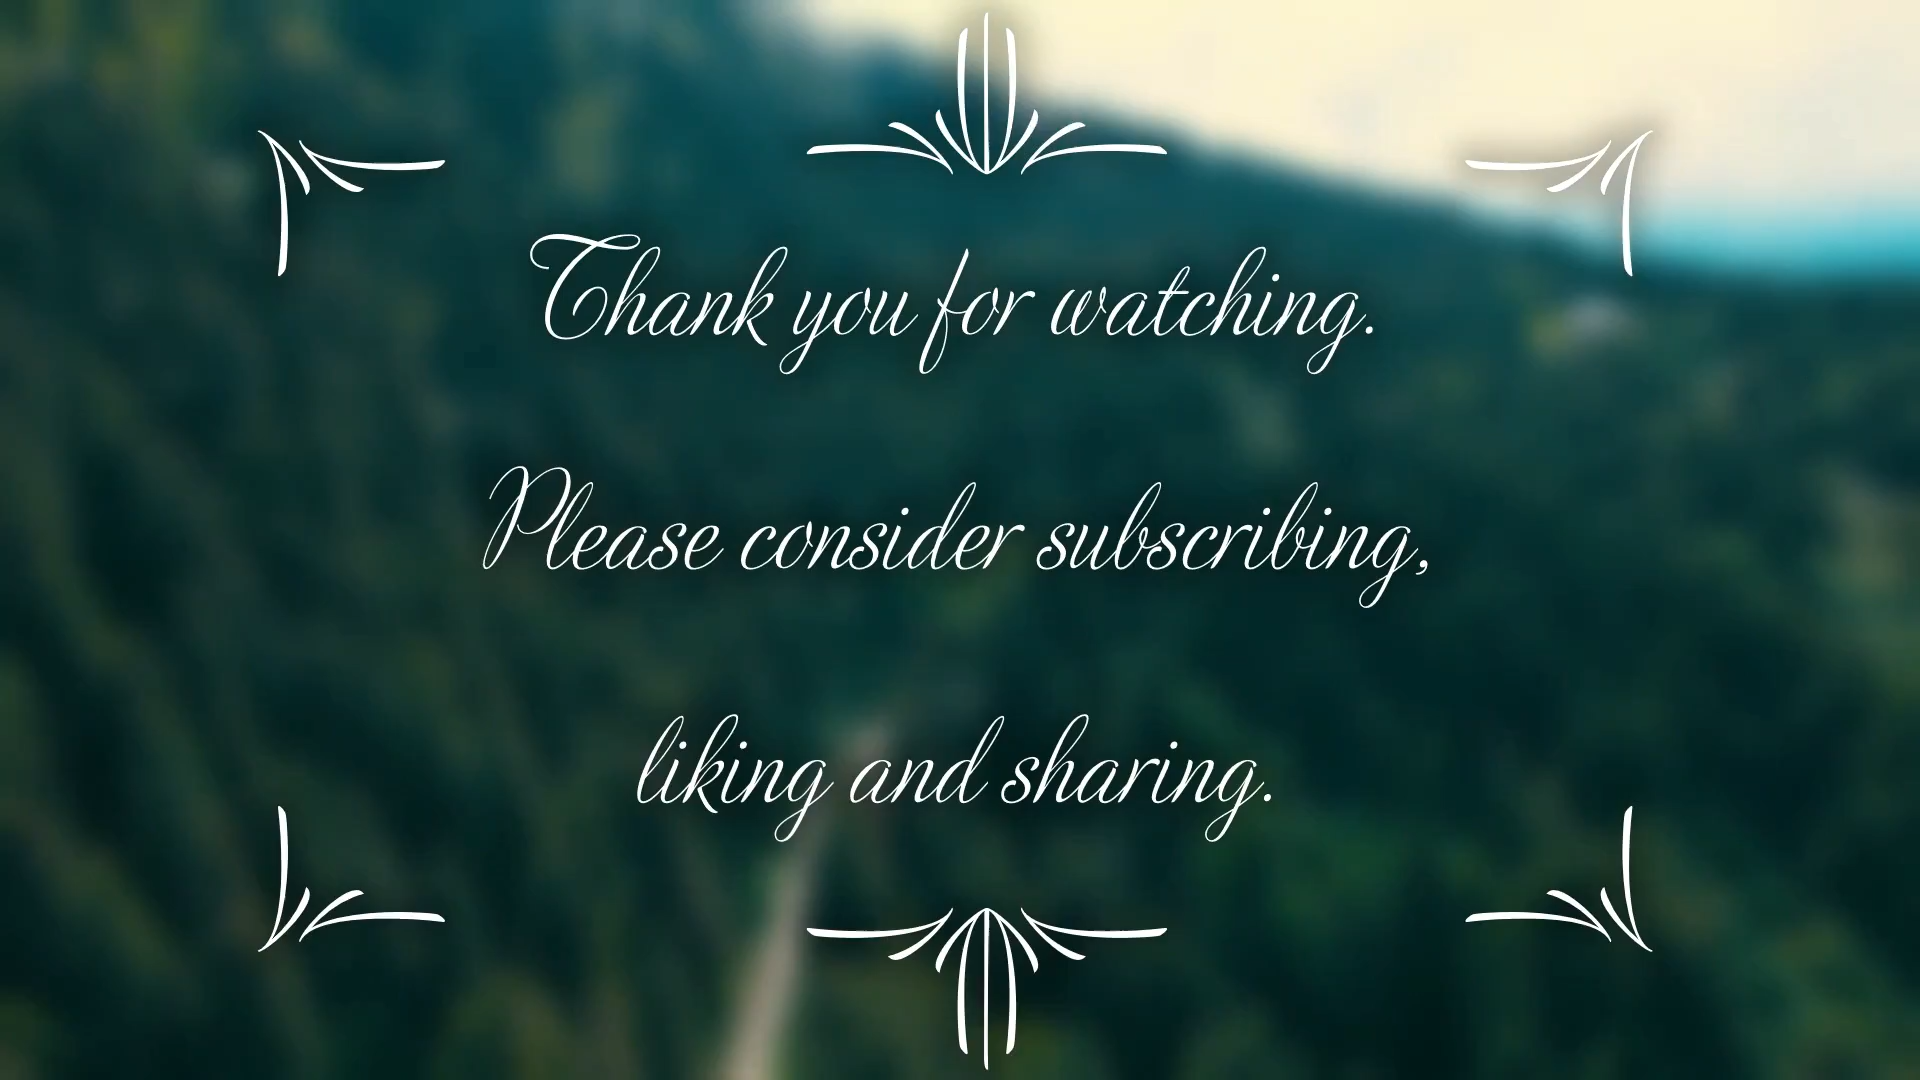 Thank you for watching.
Please consider subscribing,
liking and sharing.